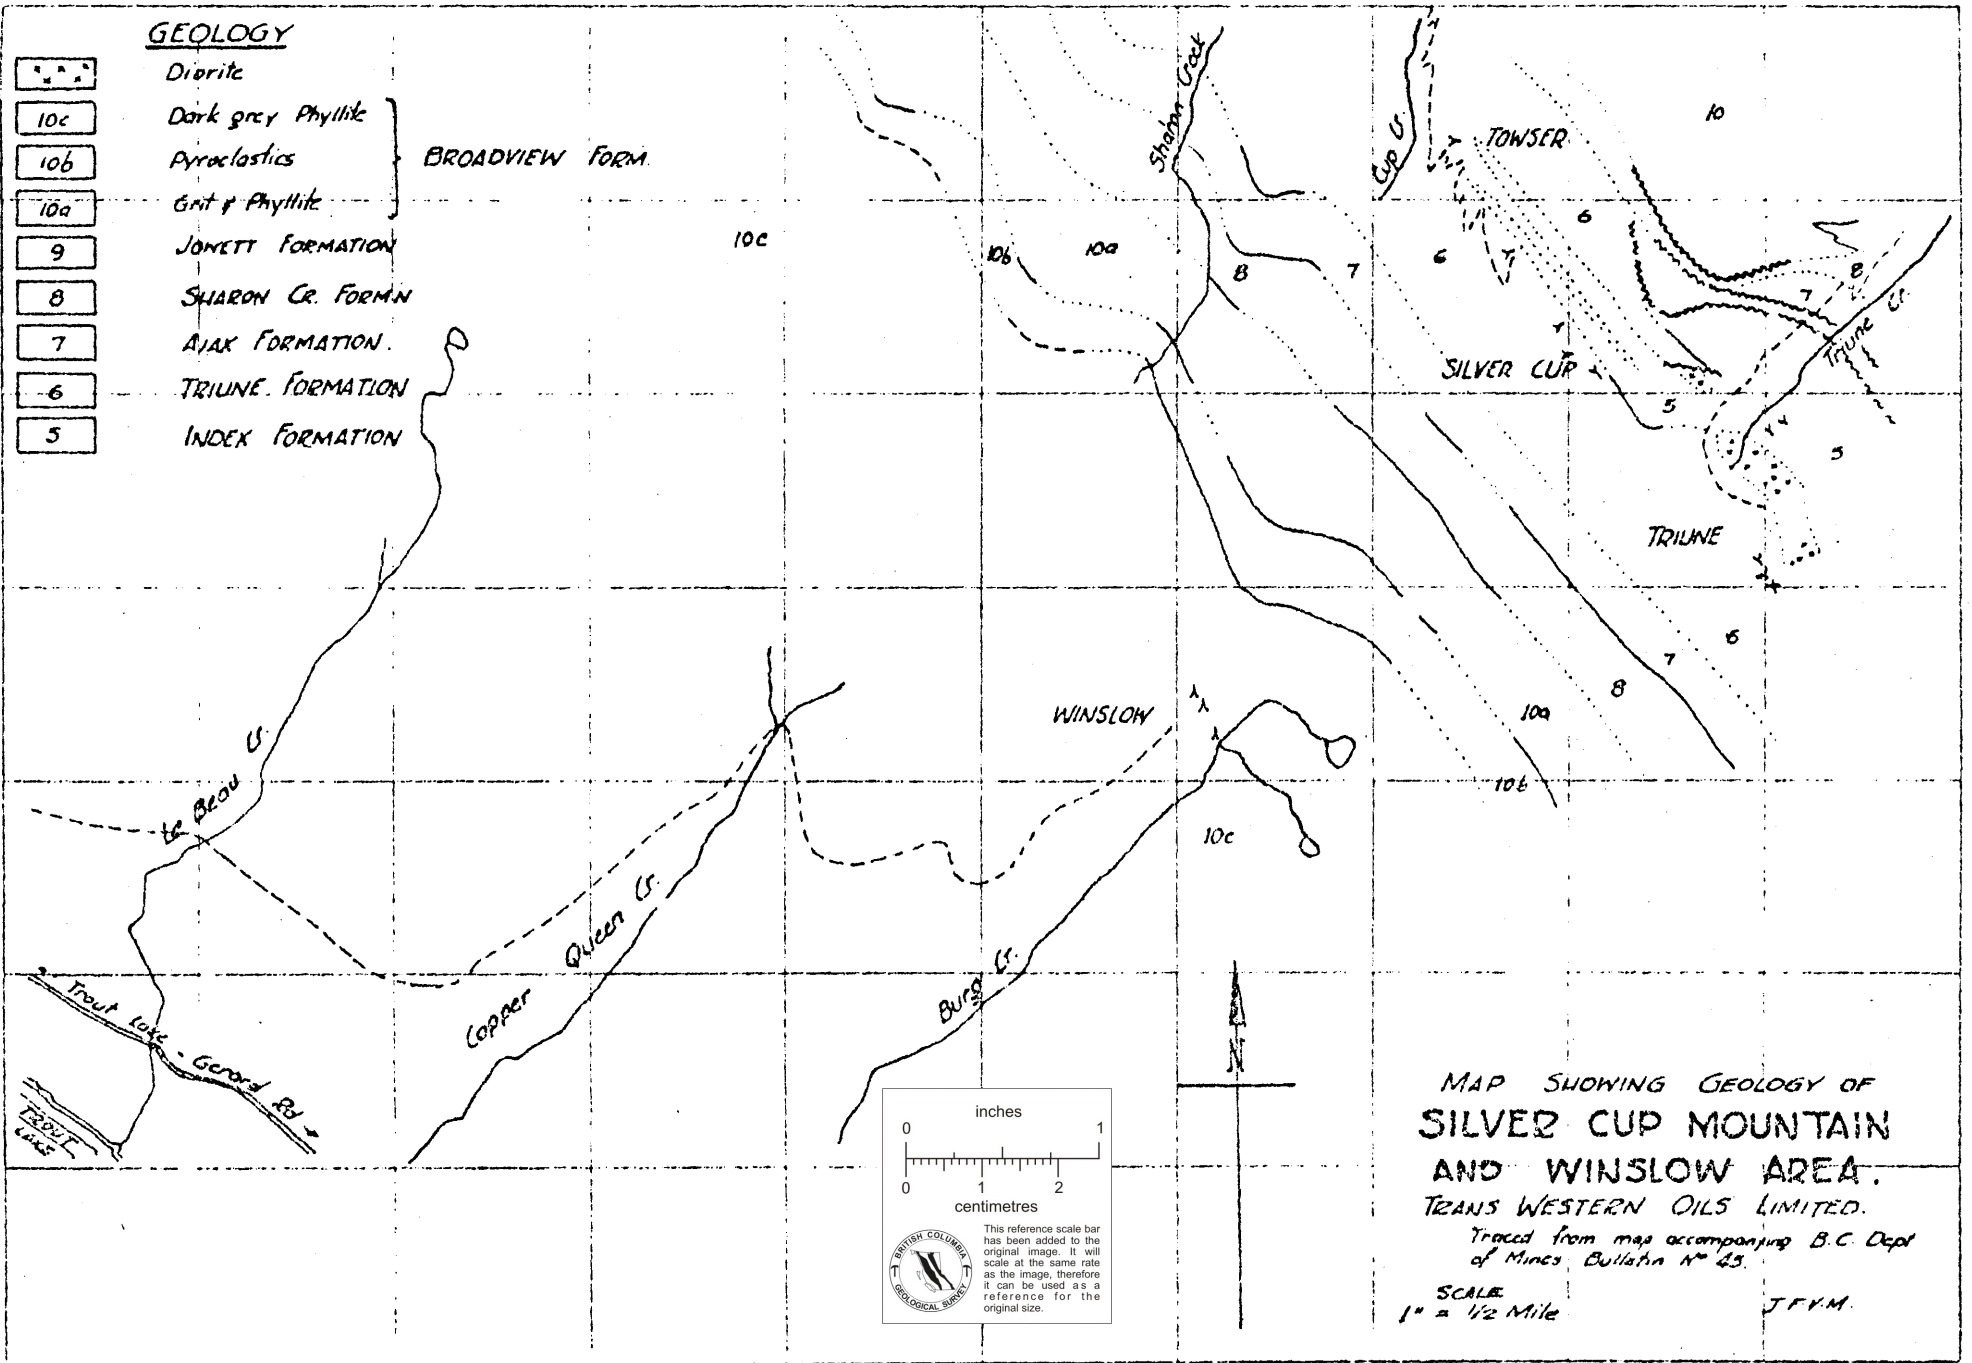 GEOLOGY
Diorite
10c Dark grey Phyllite
10b Pyroclastics
10a Grit & Phyllite
BROADVIEW FORM.
9 JOWETT FORMATION
8 SHARON CR. FORM.N
7 AJAX FORMATION.
6 TRIUNE. FORMATION
5 INDEX FORMATION
Sharon Creek
Cup Cr.
TOWSER
10
6
10c
10b
10a
8
7
6
8
7
Triune Cr.
SILVER CUP
5
5
TRIUNE
6
7
8
10a
10b
WINSLOW
10c
Le Beau Cr.
Copper Queen Cr.
Burg Cr.
Trout Lake - Gerard Rd
TROUT
LAKE
N
inches
0 1
0 1 2
centimetres
BRITISH COLUMBIA
GEOLOGICAL SURVEY
This reference scale bar
has been added to the
original image. It will
scale at the same rate
as the image, therefore
it can be used as a
reference for the
original size.
MAP SHOWING GEOLOGY OF
SILVER CUP MOUNTAIN
AND WINSLOW AREA.
TRANS WESTERN OILS LIMITED.
Traced from map accompanying B.C. Dept
of Mines Bulletin Nº 45.
SCALE
1" = 1/2 Mile
J.F.V.M.